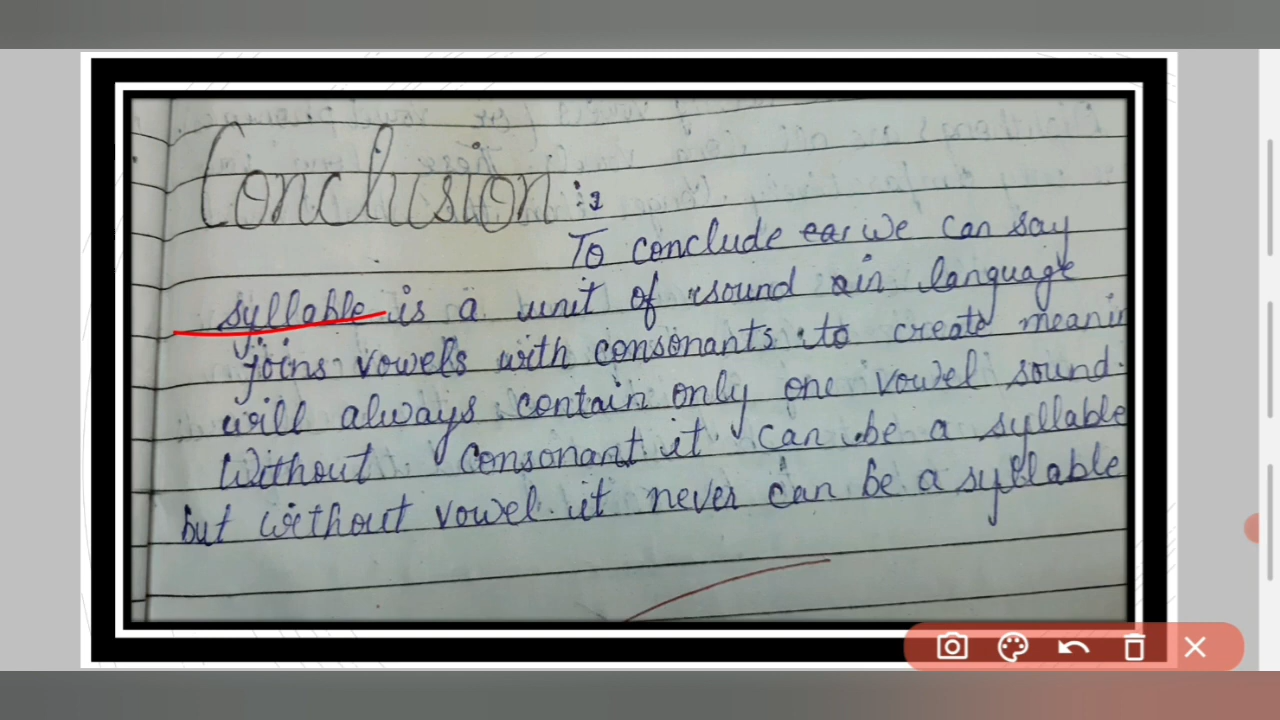 Conclusion :
To conclude we can say
syllable is a unit of sound in language
joins vowels with consonants to create meanin
will always contain only one vowel sound.
Without consonant it can be a syllable
but without vowel it never can be a syllable